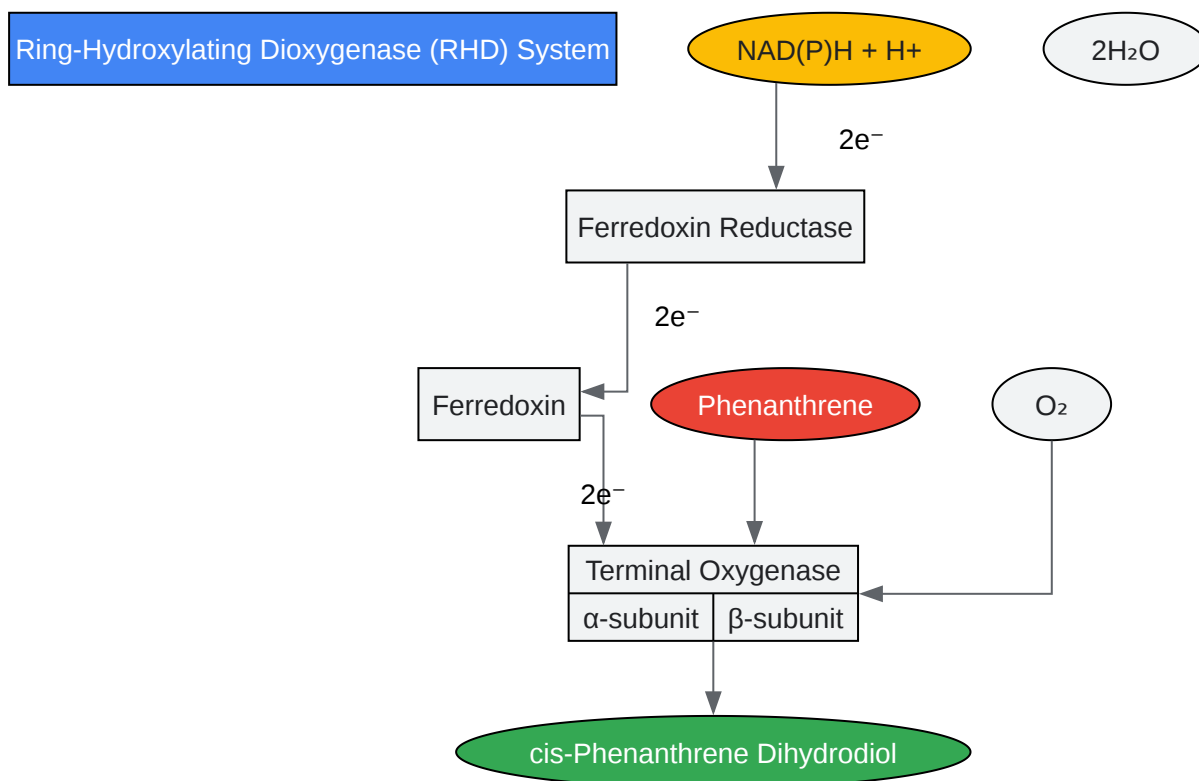 Ring-Hydroxylating Dioxygenase (RHD) System
NAD(P)H + H+
2H₂O
2e⁻
Ferredoxin Reductase
2e⁻
Ferredoxin
Phenanthrene
O₂
2e⁻
Terminal Oxygenase
α-subunit
β-subunit
cis-Phenanthrene Dihydrodiol